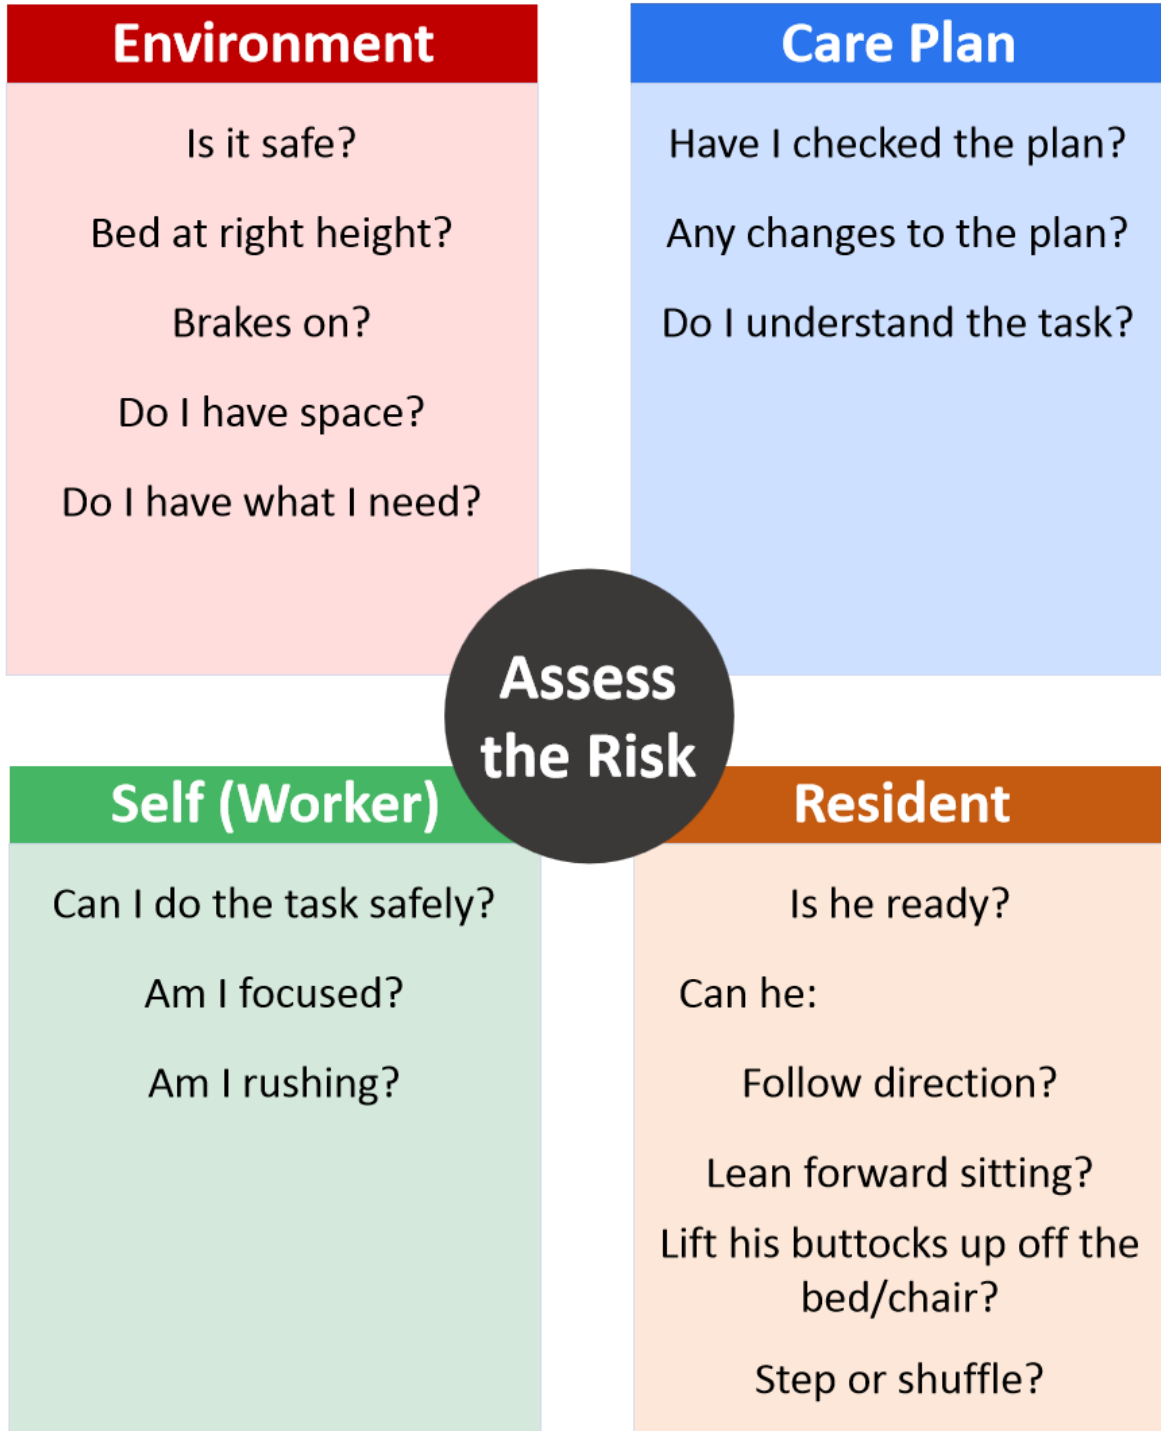 Environment
Is it safe?
Bed at right height?
Brakes on?
Do I have space?
Do I have what I need?
Care Plan
Have I checked the plan?
Any changes to the plan?
Do I understand the task?
Assess
the Risk
Self (Worker)
Can I do the task safely?
Am I focused?
Am I rushing?
Resident
Is he ready?
Can he:
Follow direction?
Lean forward sitting?
Lift his buttocks up off the
bed/chair?
Step or shuffle?